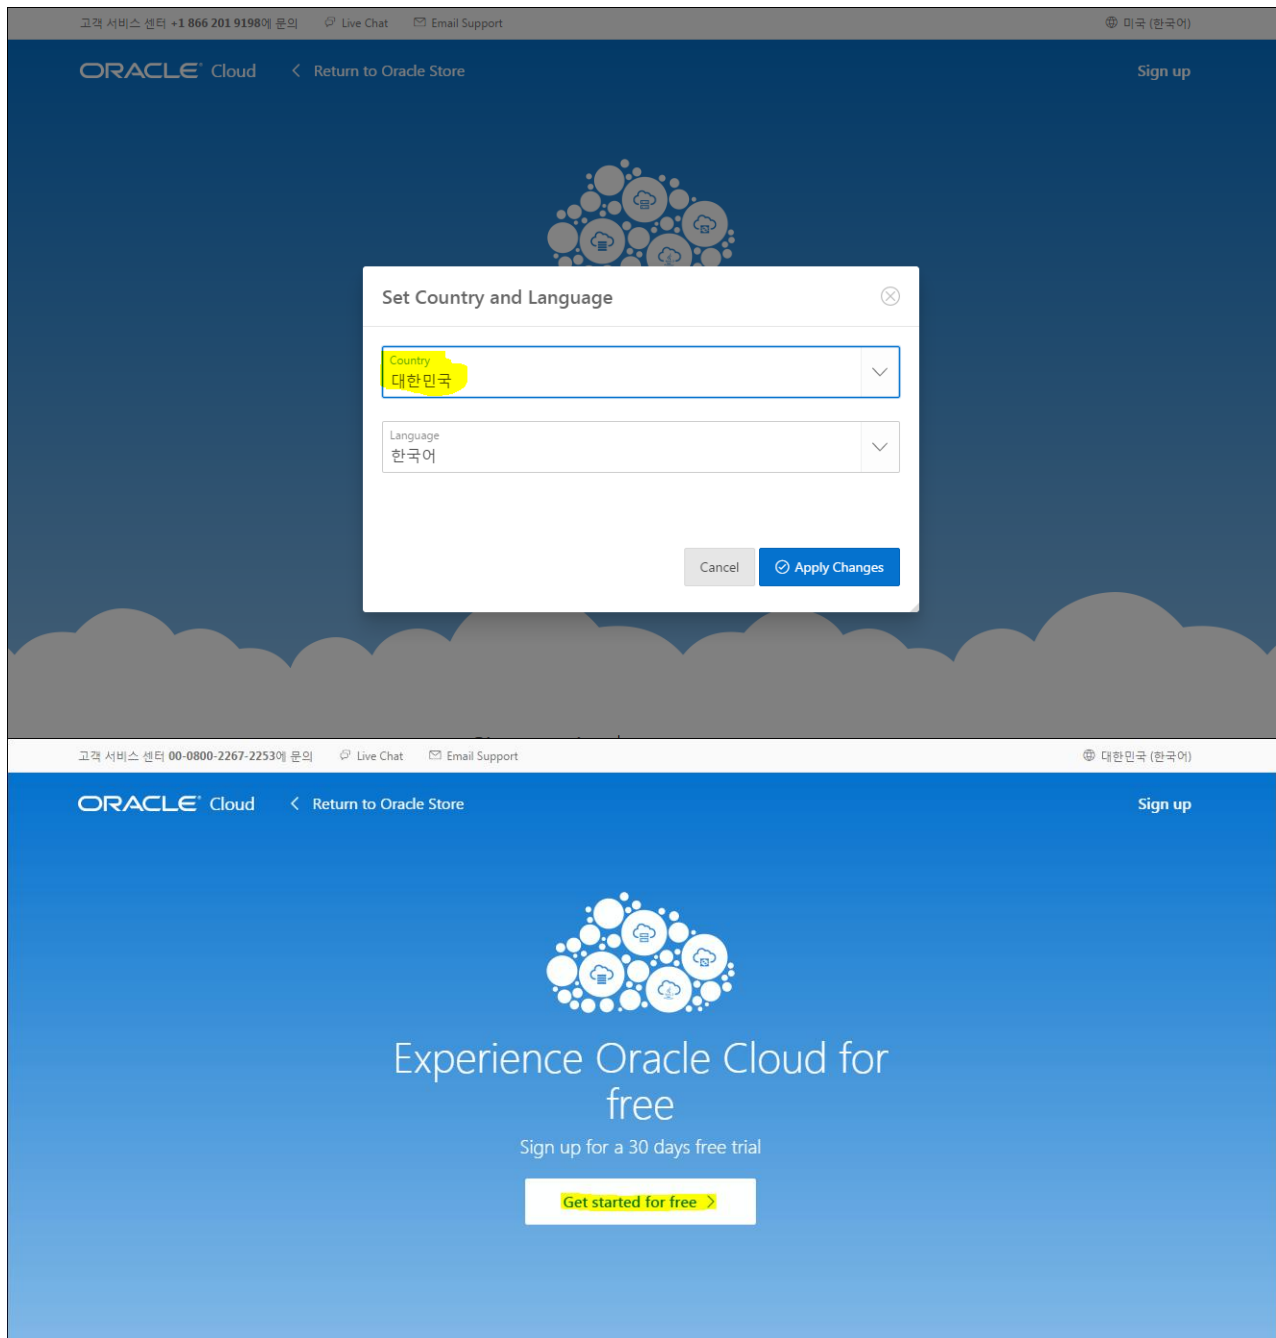 고객 서비스 센터 +1 866 201 9198에 문의 Live Chat Email Support 미국 (한국어)
ORACLE® Cloud < Return to Oracle Store Sign up
Set Country and Language
Country
대한민국
Language
한국어
Cancel Apply Changes
고객 서비스 센터 00-0800-2267-2253에 문의 Live Chat Email Support 대한민국 (한국어)
ORACLE® Cloud < Return to Oracle Store Sign up
Experience Oracle Cloud for
free
Sign up for a 30 days free trial
Get started for free >